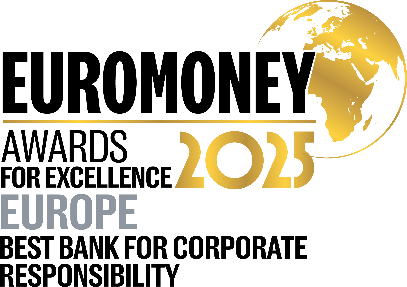 EUROMONEY
AWARDS
FOR EXCELLENCE 2025
EUROPE
BEST BANK FOR CORPORATE
RESPONSIBILITY